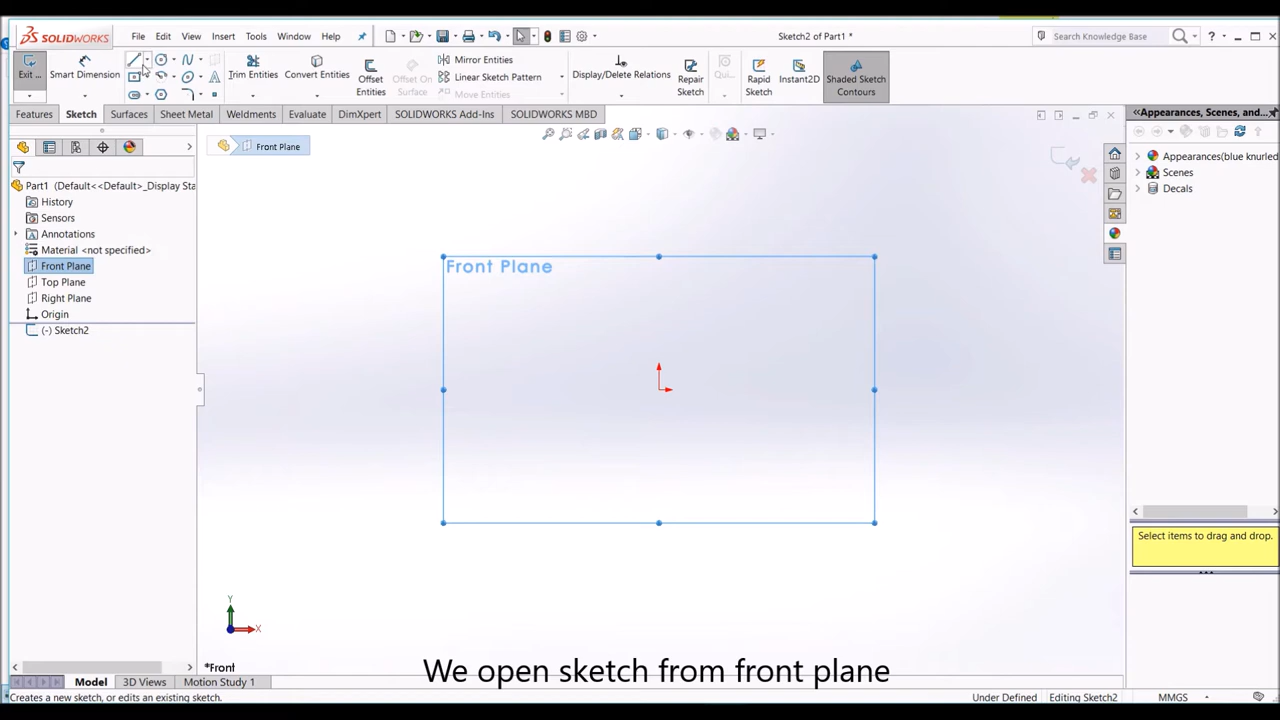 SOLIDWORKS File Edit View Insert Tools Window Help Sketch2 of Part1 * Search Knowledge Base
Exit ... Smart Dimension Trim Entities Convert Entities Offset Entities Offset On Surface Mirror Entities Linear Sketch Pattern Move Entities Display/Delete Relations Repair Sketch Qui... Rapid Sketch Instant2D Shaded Sketch Contours
Features Sketch Surfaces Sheet Metal Weldments Evaluate DimXpert SOLIDWORKS Add-Ins SOLIDWORKS MBD
«Appearances, Scenes, and...
Front Plane
Appearances(blue knurled
Scenes
Decals
Part1 (Default<<Default>_Display Sta
History
Sensors
Annotations
Material <not specified>
Front Plane
Top Plane
Right Plane
Origin
(-) Sketch2
Front Plane
Select items to drag and drop.
Y
X
*Front
We open sketch from front plane
Model 3D Views Motion Study 1
Creates a new sketch, or edits an existing sketch. Under Defined Editing Sketch2 MMGS